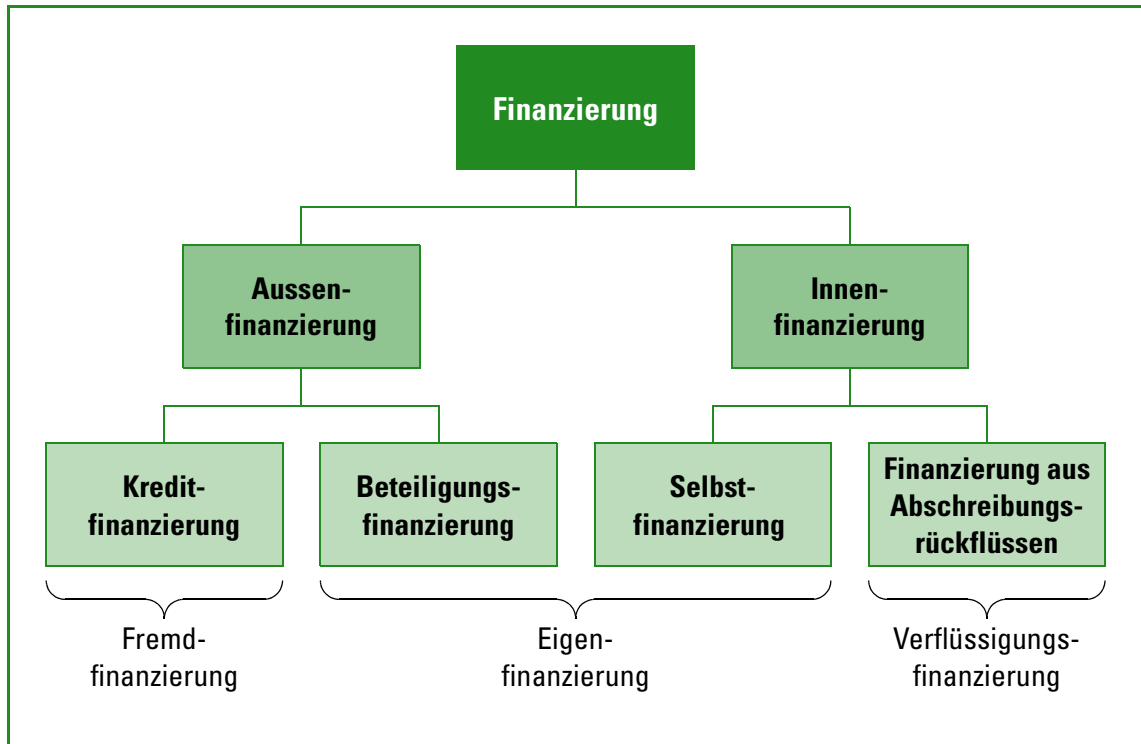 Finanzierung
Aussen-
finanzierung
Innen-
finanzierung
Kredit-
finanzierung
Beteiligungs-
finanzierung
Selbst-
finanzierung
Finanzierung aus
Abschreibungs-
rückflüssen
Fremd-
finanzierung
Eigen-
finanzierung
Verflüssigungs-
finanzierung